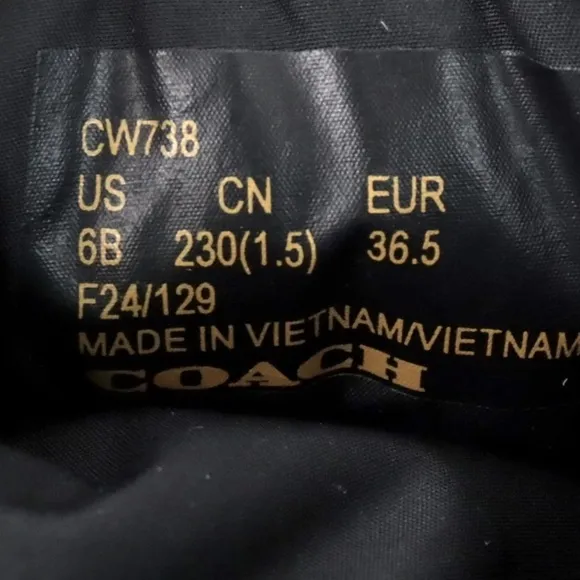 CW738
US CN EUR
6B 230(1.5) 36.5
F24/129
MADE IN VIETNAM/VIETNAM
COACH